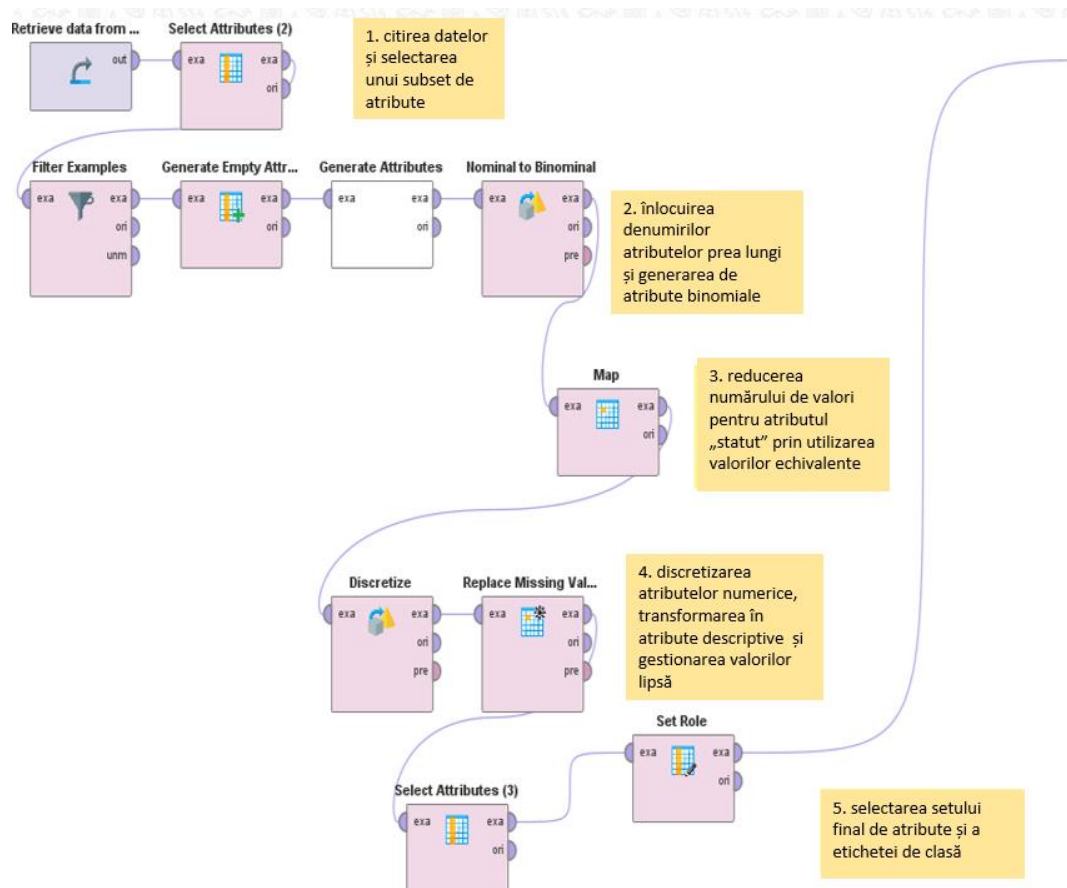 Retrieve data from ...
out
Select Attributes (2)
exa exa
ori
1. citirea datelor
și selectarea
unui subset de
atribute
Filter Examples
exa exa
ori
unm
Generate Empty Attr...
exa exa
ori
Generate Attributes
exa exa
ori
Nominal to Binominal
exa exa
ori
pre
2. înlocuirea
denumirilor
atributelor prea lungi
și generarea de
atribute binomiale
Map
exa exa
ori
3. reducerea
numărului de valori
pentru atributul
„statut” prin utilizarea
valorilor echivalente
Discretize
exa exa
ori
pre
Replace Missing Val...
exa exa
ori
pre
4. discretizarea
atributelor numerice,
transformarea în
atribute descriptive și
gestionarea valorilor
lipsă
Select Attributes (3)
exa exa
ori
Set Role
exa exa
ori
5. selectarea setului
final de atribute și a
etichetei de clasă